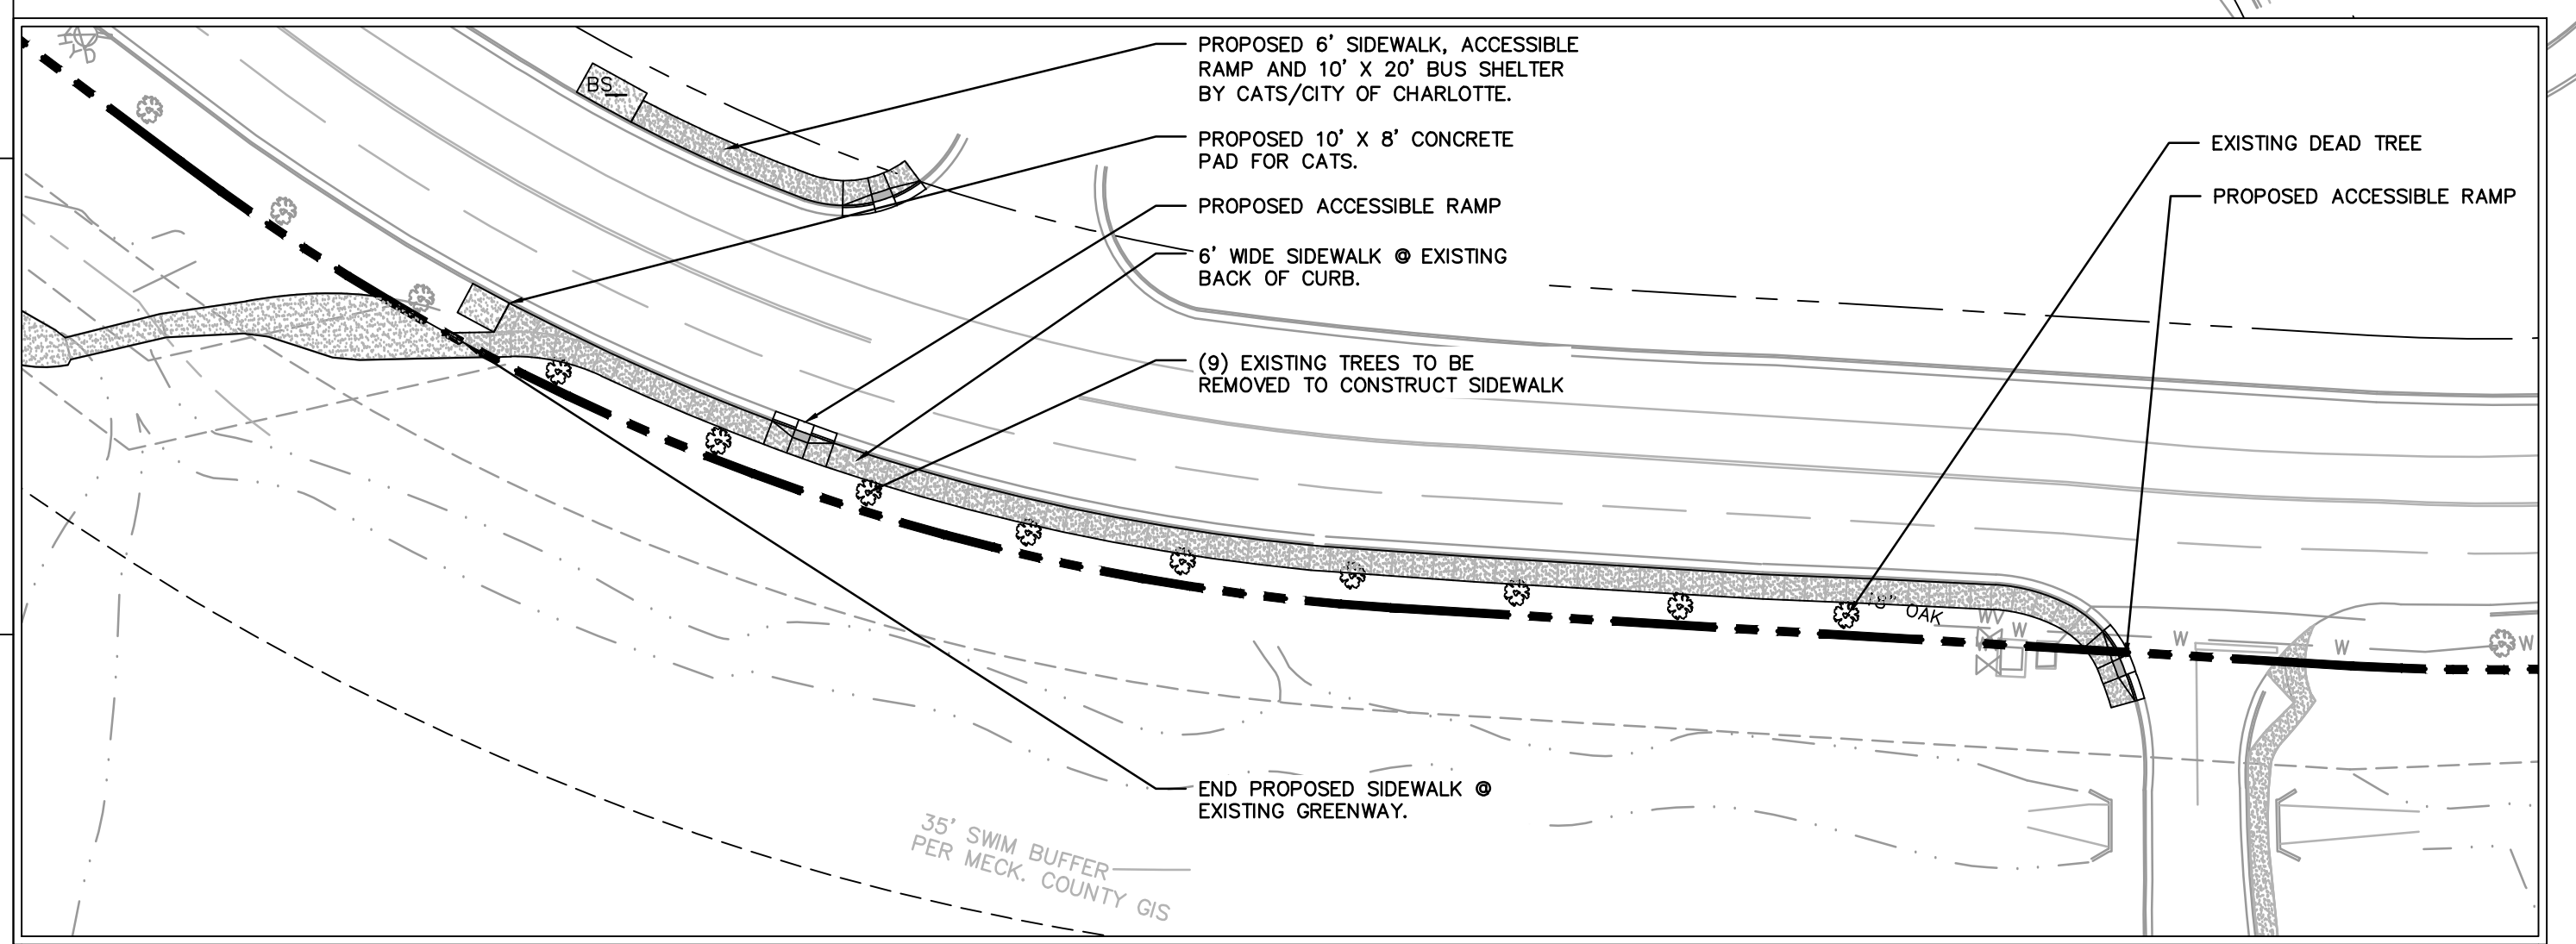 BS
PROPOSED 6' SIDEWALK, ACCESSIBLE
RAMP AND 10' X 20' BUS SHELTER
BY CATS/CITY OF CHARLOTTE.
PROPOSED 10' X 8' CONCRETE
PAD FOR CATS.
PROPOSED ACCESSIBLE RAMP
6' WIDE SIDEWALK @ EXISTING
BACK OF CURB.
(9) EXISTING TREES TO BE
REMOVED TO CONSTRUCT SIDEWALK
EXISTING DEAD TREE
PROPOSED ACCESSIBLE RAMP
18" OAK
WV
W
W
W
W
END PROPOSED SIDEWALK @
EXISTING GREENWAY.
35' SWIM BUFFER
PER MECK. COUNTY GIS